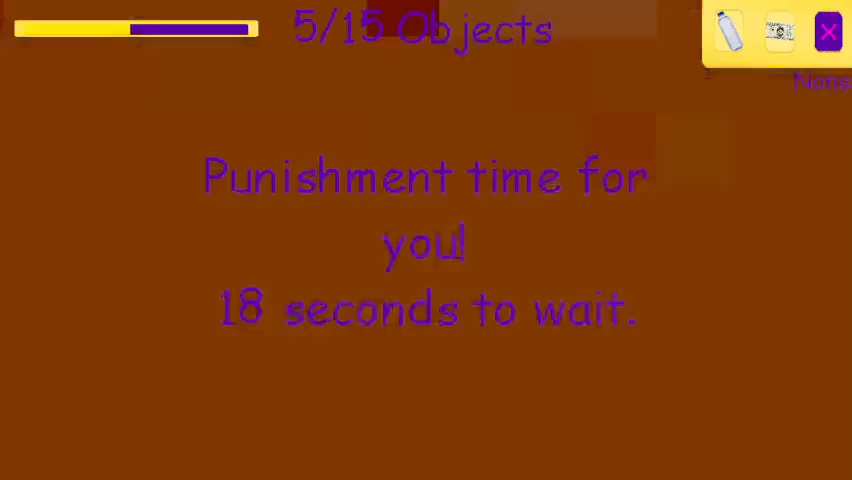 5/15 Objects
None
Punishment time for
you!
18 seconds to wait.